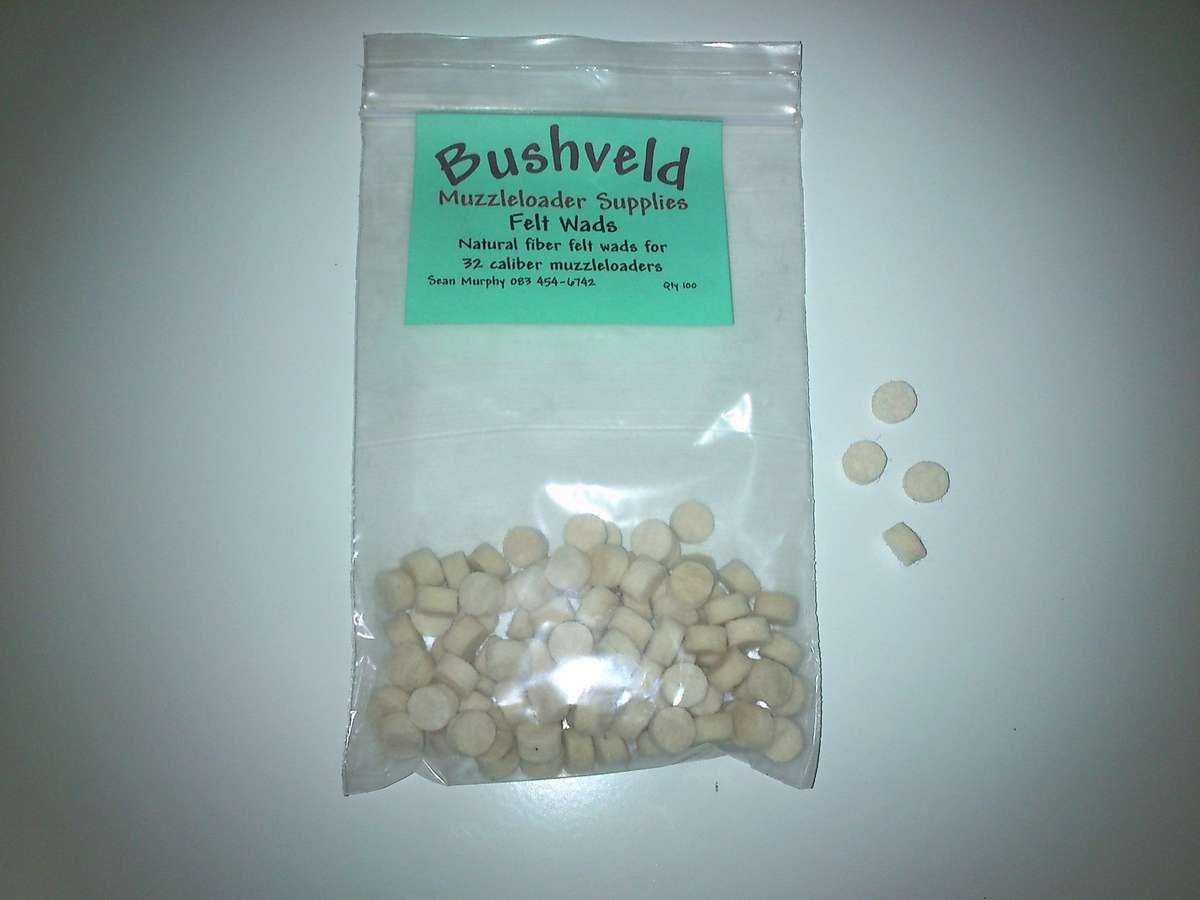 Bushveld
Muzzleloader Supplies
Felt Wads
Natural fiber felt wads for
32 caliber muzzleloaders
Sean Murphy 083 454-6742 Qty 100